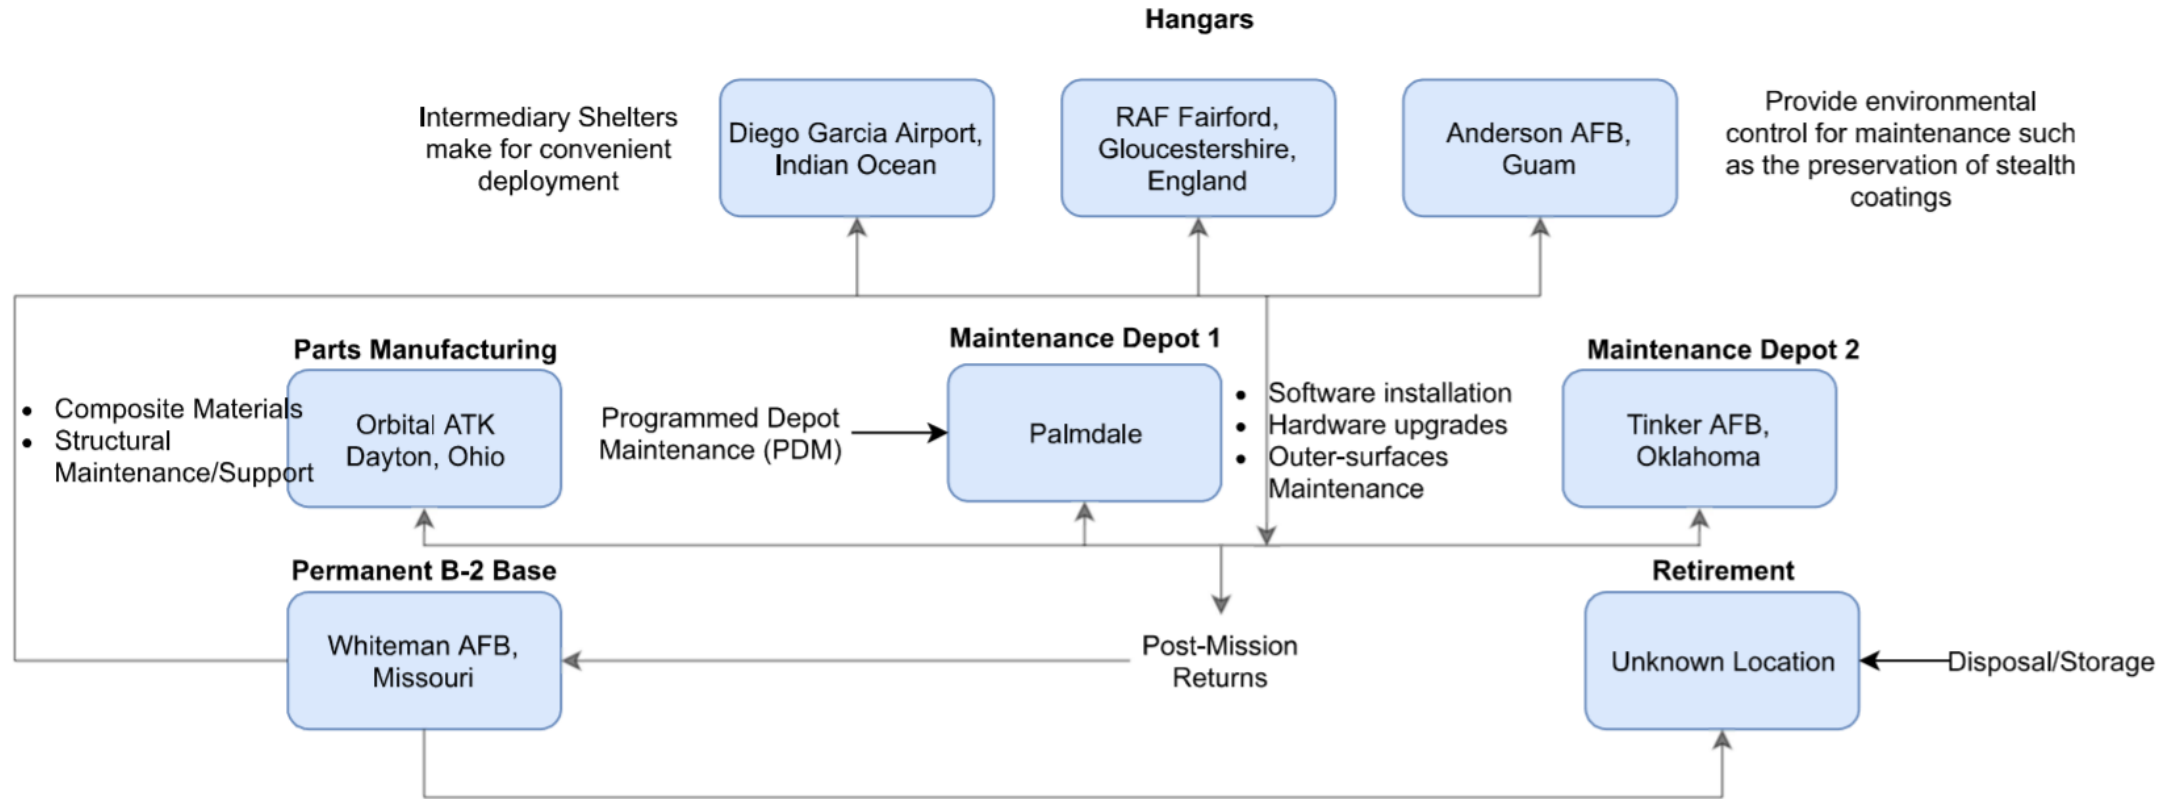 Hangars
Intermediary Shelters
make for convenient
deployment
Diego Garcia Airport,
Indian Ocean
RAF Fairford,
Gloucestershire,
England
Anderson AFB,
Guam
Provide environmental
control for maintenance such
as the preservation of stealth
coatings
Parts Manufacturing
• Composite Materials
• Structural
Maintenance/Support
Orbital ATK
Dayton, Ohio
Programmed Depot
Maintenance (PDM)
Maintenance Depot 1
Palmdale
• Software installation
• Hardware upgrades
• Outer-surfaces
Maintenance
Maintenance Depot 2
Tinker AFB,
Oklahoma
Permanent B-2 Base
Whiteman AFB,
Missouri
Post-Mission
Returns
Retirement
Unknown Location
Disposal/Storage